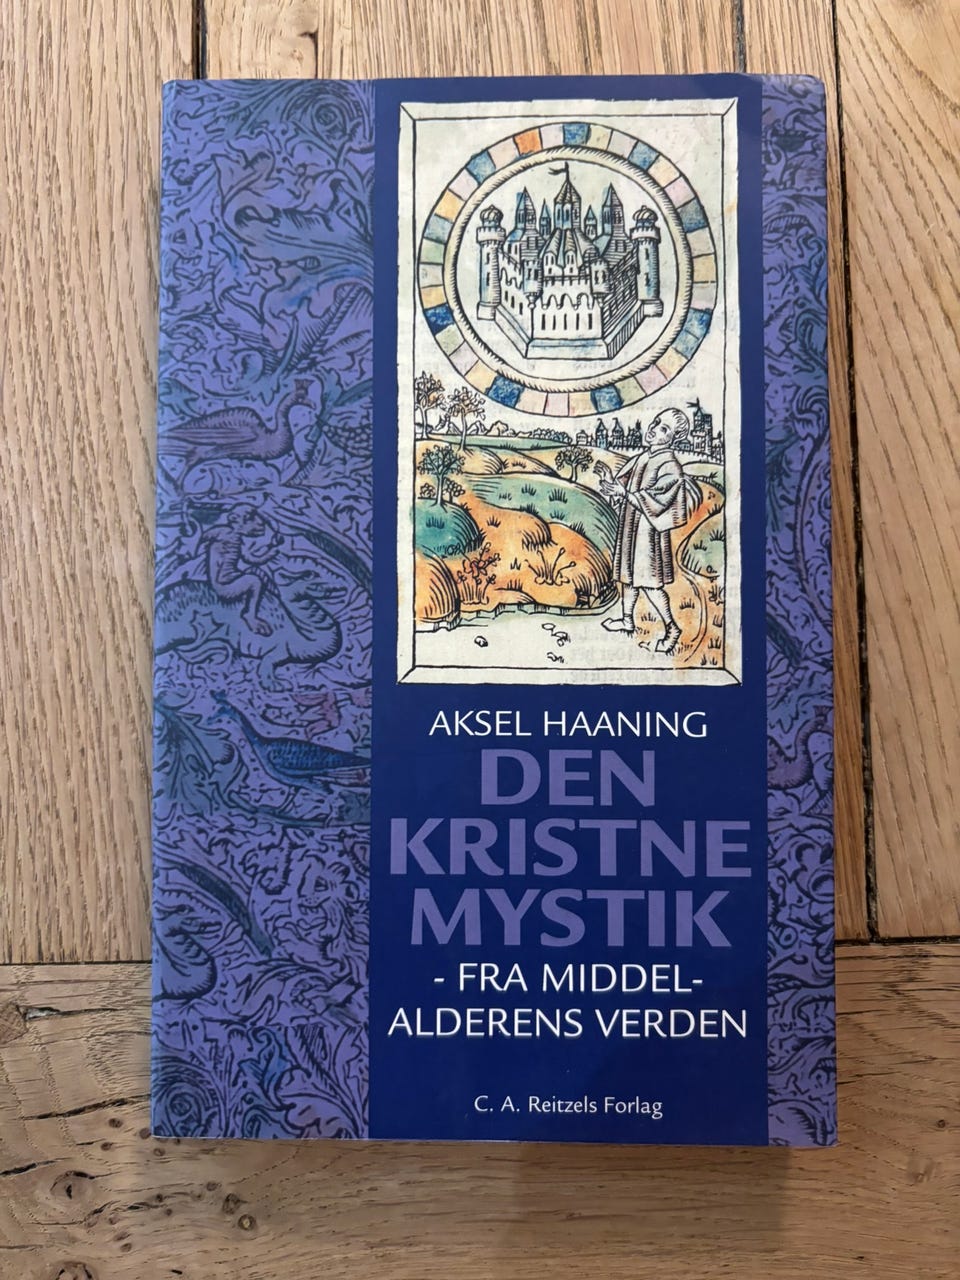 AKSEL HAANING
DEN
KRISTNE
MYSTIK
- FRA MIDDEL-
ALDERENS VERDEN
C. A. Reitzels Forlag